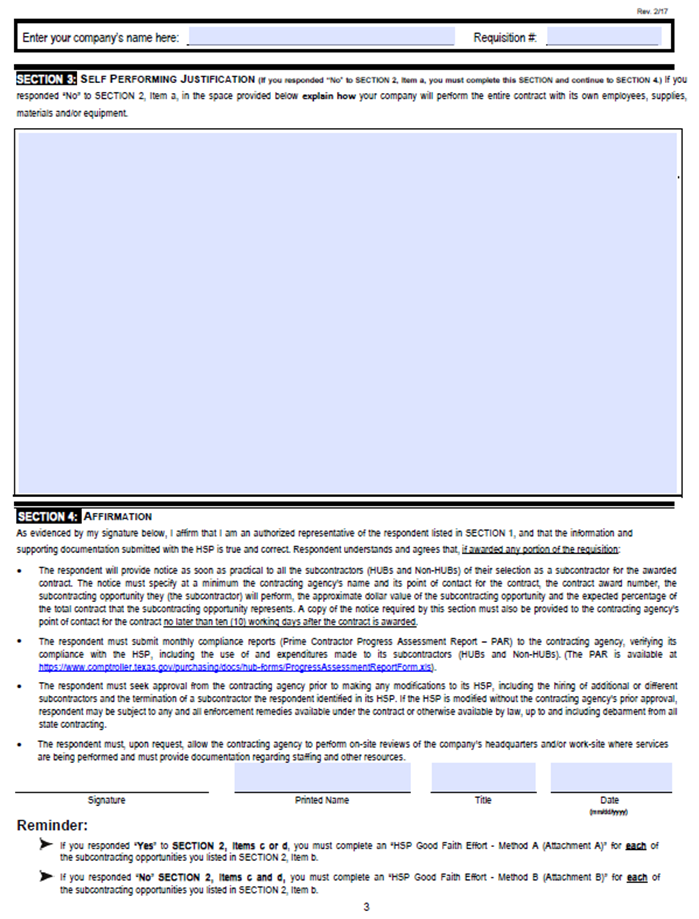 Rev. 2/17
Enter your company's name here: Requisition #:
SECTION 3: SELF PERFORMING JUSTIFICATION (If you responded "No" to SECTION 2, Item a, you must complete this SECTION and continue to SECTION 4.) If you
responded "No" to SECTION 2, Item a, in the space provided below explain how your company will perform the entire contract with its own employees, supplies,
materials and/or equipment.
SECTION 4: AFFIRMATION
As evidenced by my signature below, I affirm that I am an authorized representative of the respondent listed in SECTION 1, and that the information and
supporting documentation submitted with the HSP is true and correct. Respondent understands and agrees that, if awarded any portion of the requisition:
• The respondent will provide notice as soon as practical to all the subcontractors (HUBs and Non-HUBs) of their selection as a subcontractor for the awarded
contract. The notice must specify at a minimum the contracting agency's name and its point of contact for the contract, the contract award number, the
subcontracting opportunity they (the subcontractor) will perform, the approximate dollar value of the subcontracting opportunity and the expected percentage of
the total contract that the subcontracting opportunity represents. A copy of the notice required by this section must also be provided to the contracting agency's
point of contact for the contract no later than ten (10) working days after the contract is awarded.
• The respondent must submit monthly compliance reports (Prime Contractor Progress Assessment Report – PAR) to the contracting agency, verifying its
compliance with the HSP, including the use of and expenditures made to its subcontractors (HUBs and Non-HUBs). (The PAR is available at
https://www.comptroller.texas.gov/purchasing/docs/hub-forms/ProgressAssessmentReportForm.xls).
• The respondent must seek approval from the contracting agency prior to making any modifications to its HSP, including the hiring of additional or different
subcontractors and the termination of a subcontractor the respondent identified in its HSP. If the HSP is modified without the contracting agency's prior approval,
respondent may be subject to any and all enforcement remedies available under the contract or otherwise available by law, up to and including debarment from all
state contracting.
• The respondent must, upon request, allow the contracting agency to perform on-site reviews of the company's headquarters and/or work-site where services
are being performed and must provide documentation regarding staffing and other resources.
Signature Printed Name Title Date
(mm/dd/yyyy)
Reminder:
➤ If you responded "Yes" to SECTION 2, Items c or d, you must complete an "HSP Good Faith Effort - Method A (Attachment A)" for each of
the subcontracting opportunities you listed in SECTION 2, Item b.
➤ If you responded "No" SECTION 2, Items c and d, you must complete an "HSP Good Faith Effort - Method B (Attachment B)" for each of
the subcontracting opportunities you listed in SECTION 2, Item b.
3